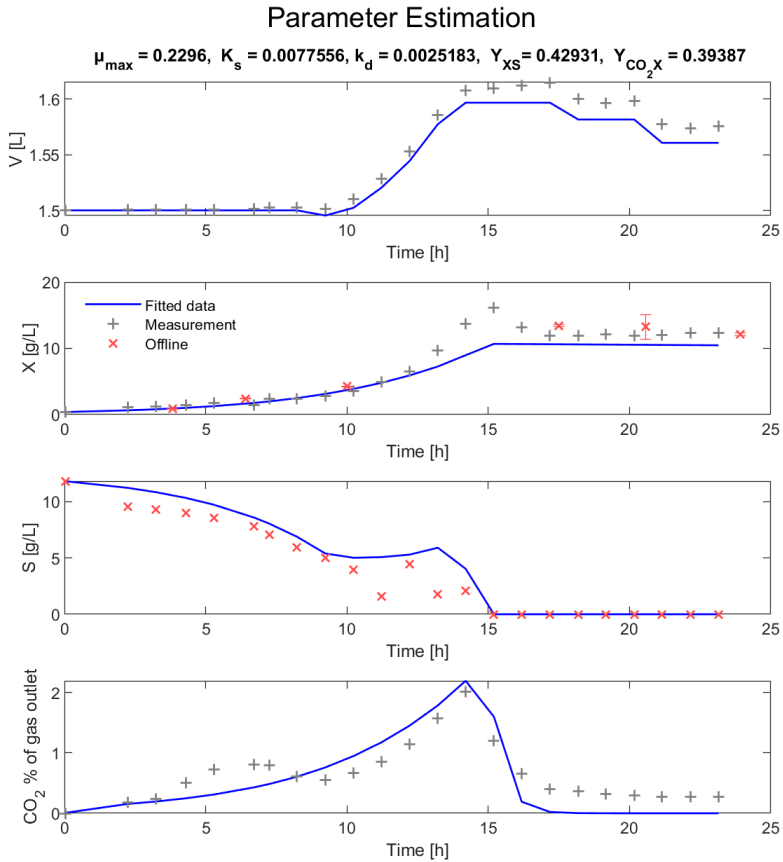 Parameter Estimation
μmax = 0.2296, Ks = 0.0077556, kd = 0.0025183, YXS= 0.42931, YCO2X = 0.39387
1.6
1.55
1.5
V [L]
0 5 10 15 20 25
Time [h]
20
10
0
X [g/L]
Fitted data
Measurement
Offline
0 5 10 15 20 25
Time [h]
10
5
0
S [g/L]
0 5 10 15 20 25
Time [h]
2
1
0
CO2 % of gas outlet
0 5 10 15 20 25
Time [h]